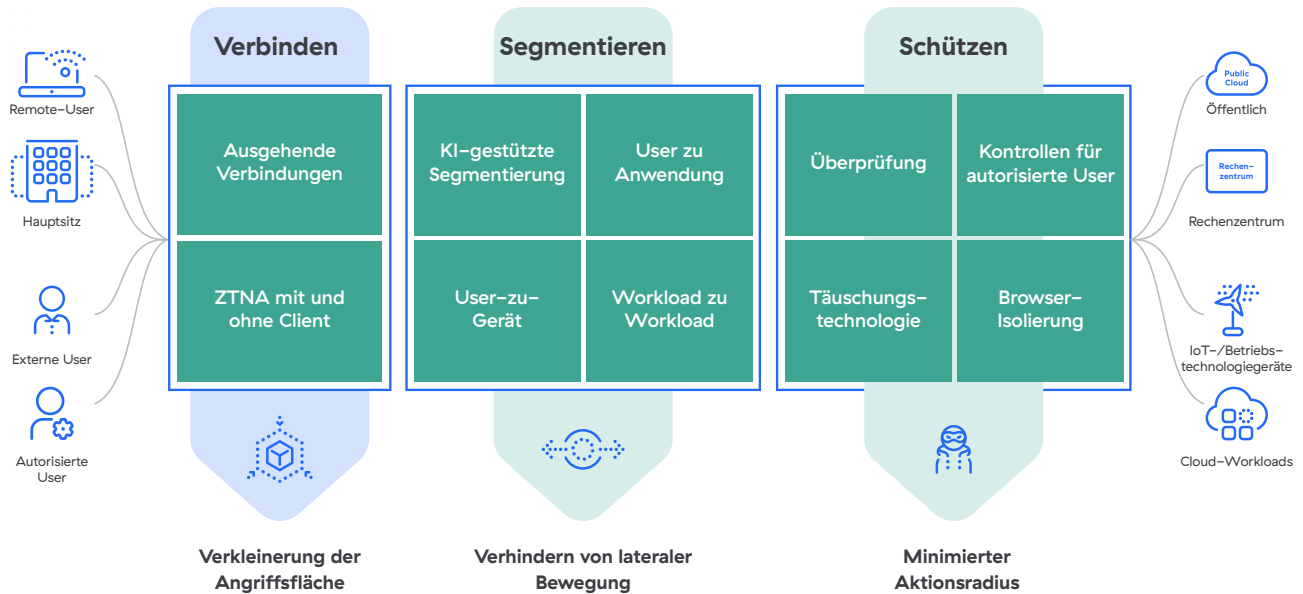 Verbinden
Segmentieren
Schützen
Remote-User
Hauptsitz
Externe User
Autorisierte
User
Ausgehende
Verbindungen
ZTNA mit und
ohne Client
KI-gestützte
Segmentierung
User zu
Anwendung
User-zu-
Gerät
Workload zu
Workload
Überprüfung
Kontrollen für
autorisierte User
Täuschungs-
technologie
Browser-
Isolierung
Public
Cloud
Öffentlich
Rechen-
zentrum
Rechenzentrum
IoT-/Betriebs-
technologiegeräte
Cloud-Workloads
Verkleinerung der
Angriffsfläche
Verhindern von lateraler
Bewegung
Minimierter
Aktionsradius